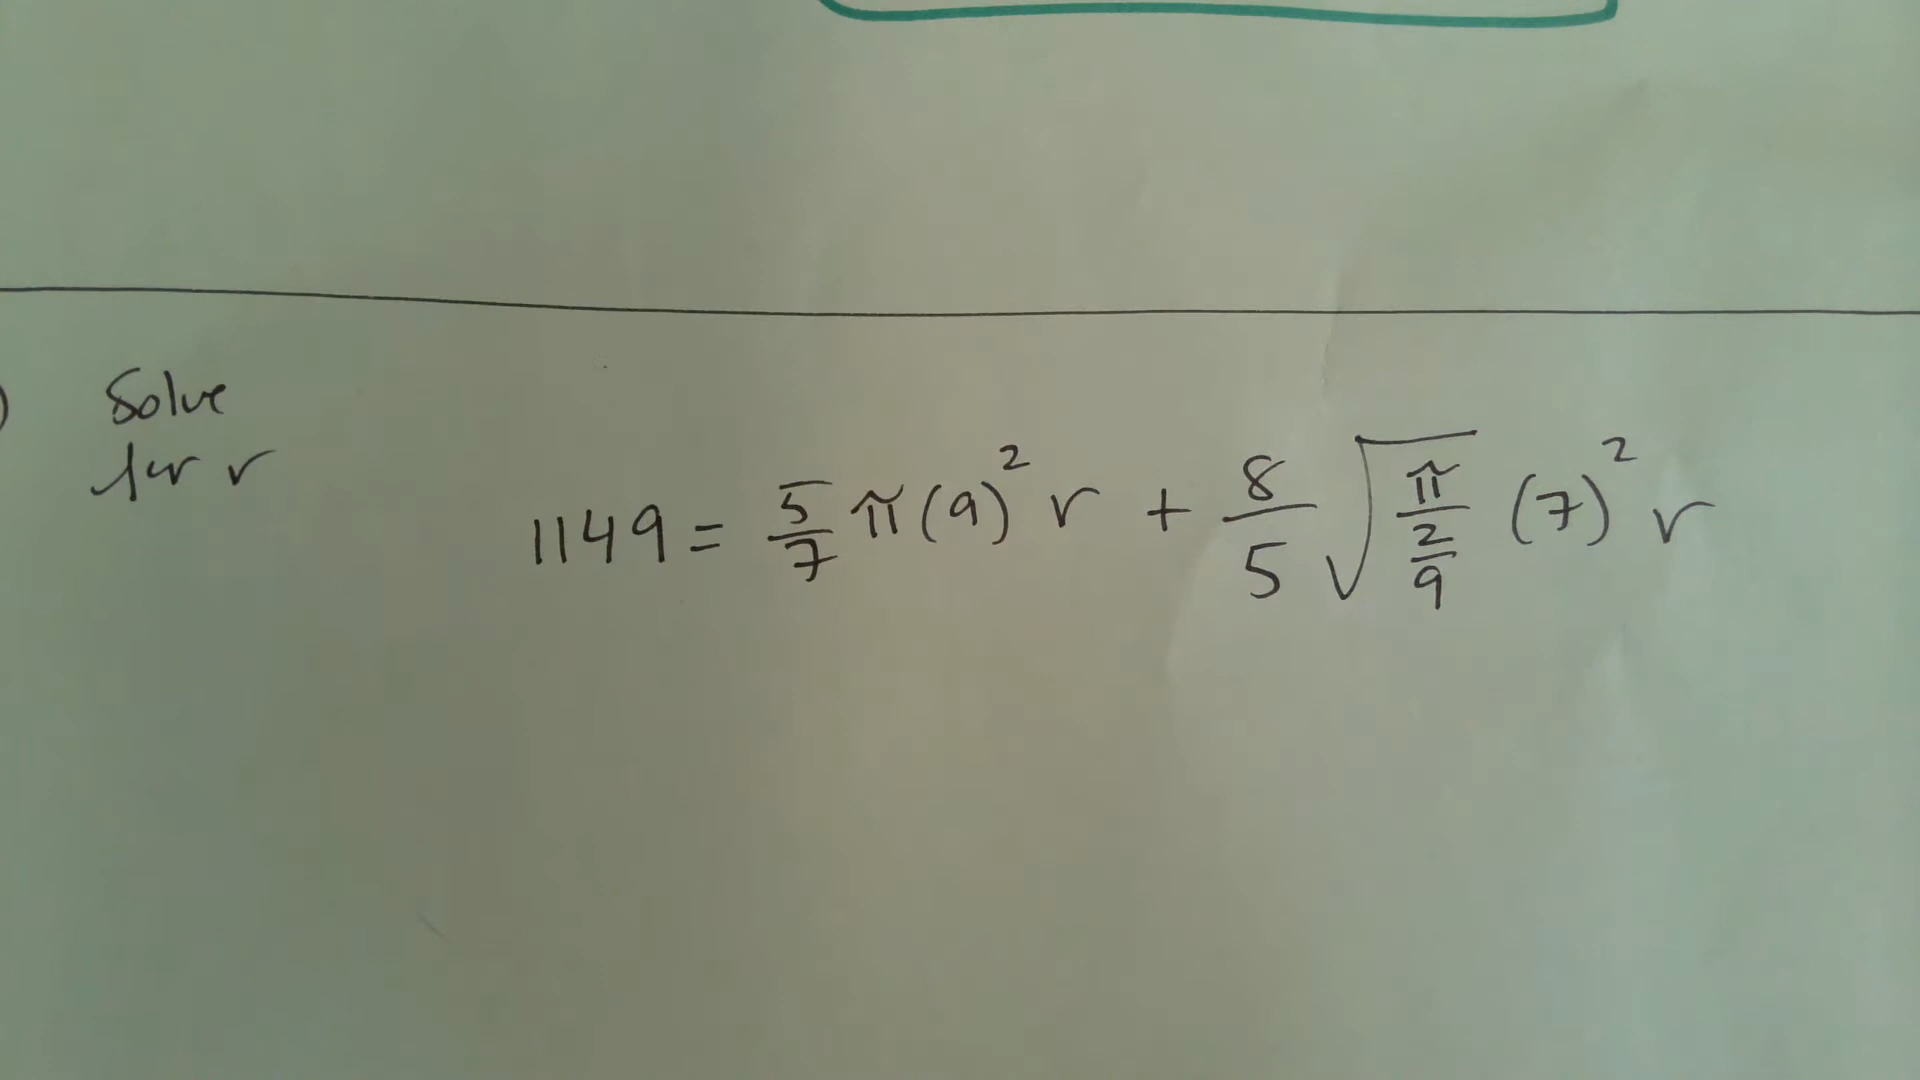 ) Solve
for r
1149 = 5/7 π(9)² r + 8/5 √(π/(2/9)) (7)² r